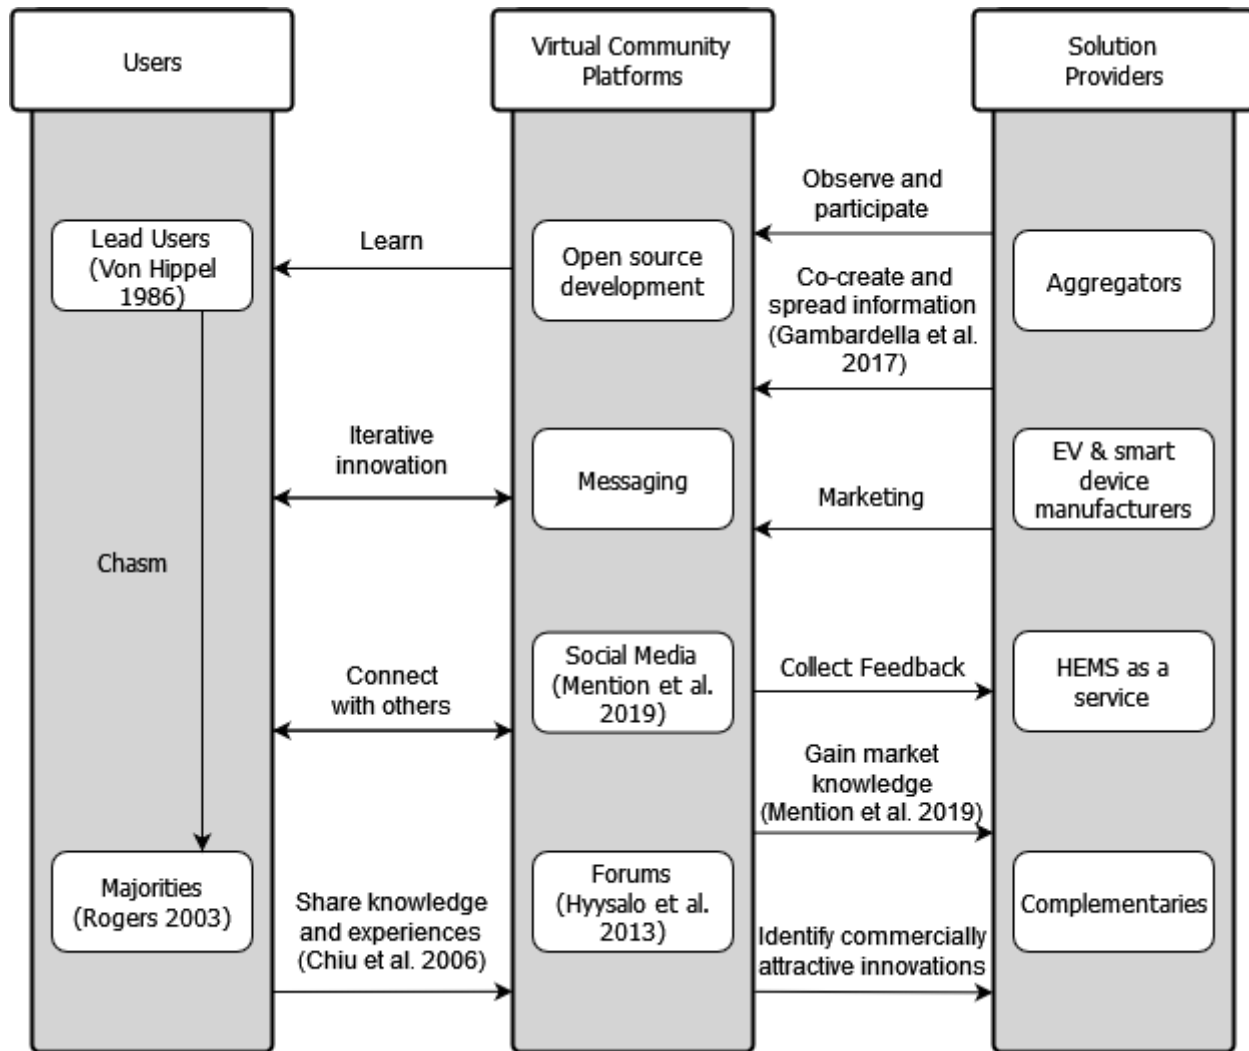 Users
Virtual Community
Platforms
Solution
Providers
Lead Users
(Von Hippel
1986)
Chasm
Majorities
(Rogers 2003)
Learn
Iterative
innovation
Connect
with others
Share knowledge
and experiences
(Chiu et al. 2006)
Open source
development
Messaging
Social Media
(Mention et al.
2019)
Forums
(Hyysalo et al.
2013)
Observe and
participate
Co-create and
spread information
(Gambardella et al.
2017)
Marketing
Collect Feedback
Gain market
knowledge
(Mention et al. 2019)
Identify commercially
attractive innovations
Aggregators
EV & smart
device
manufacturers
HEMS as a
service
Complementaries